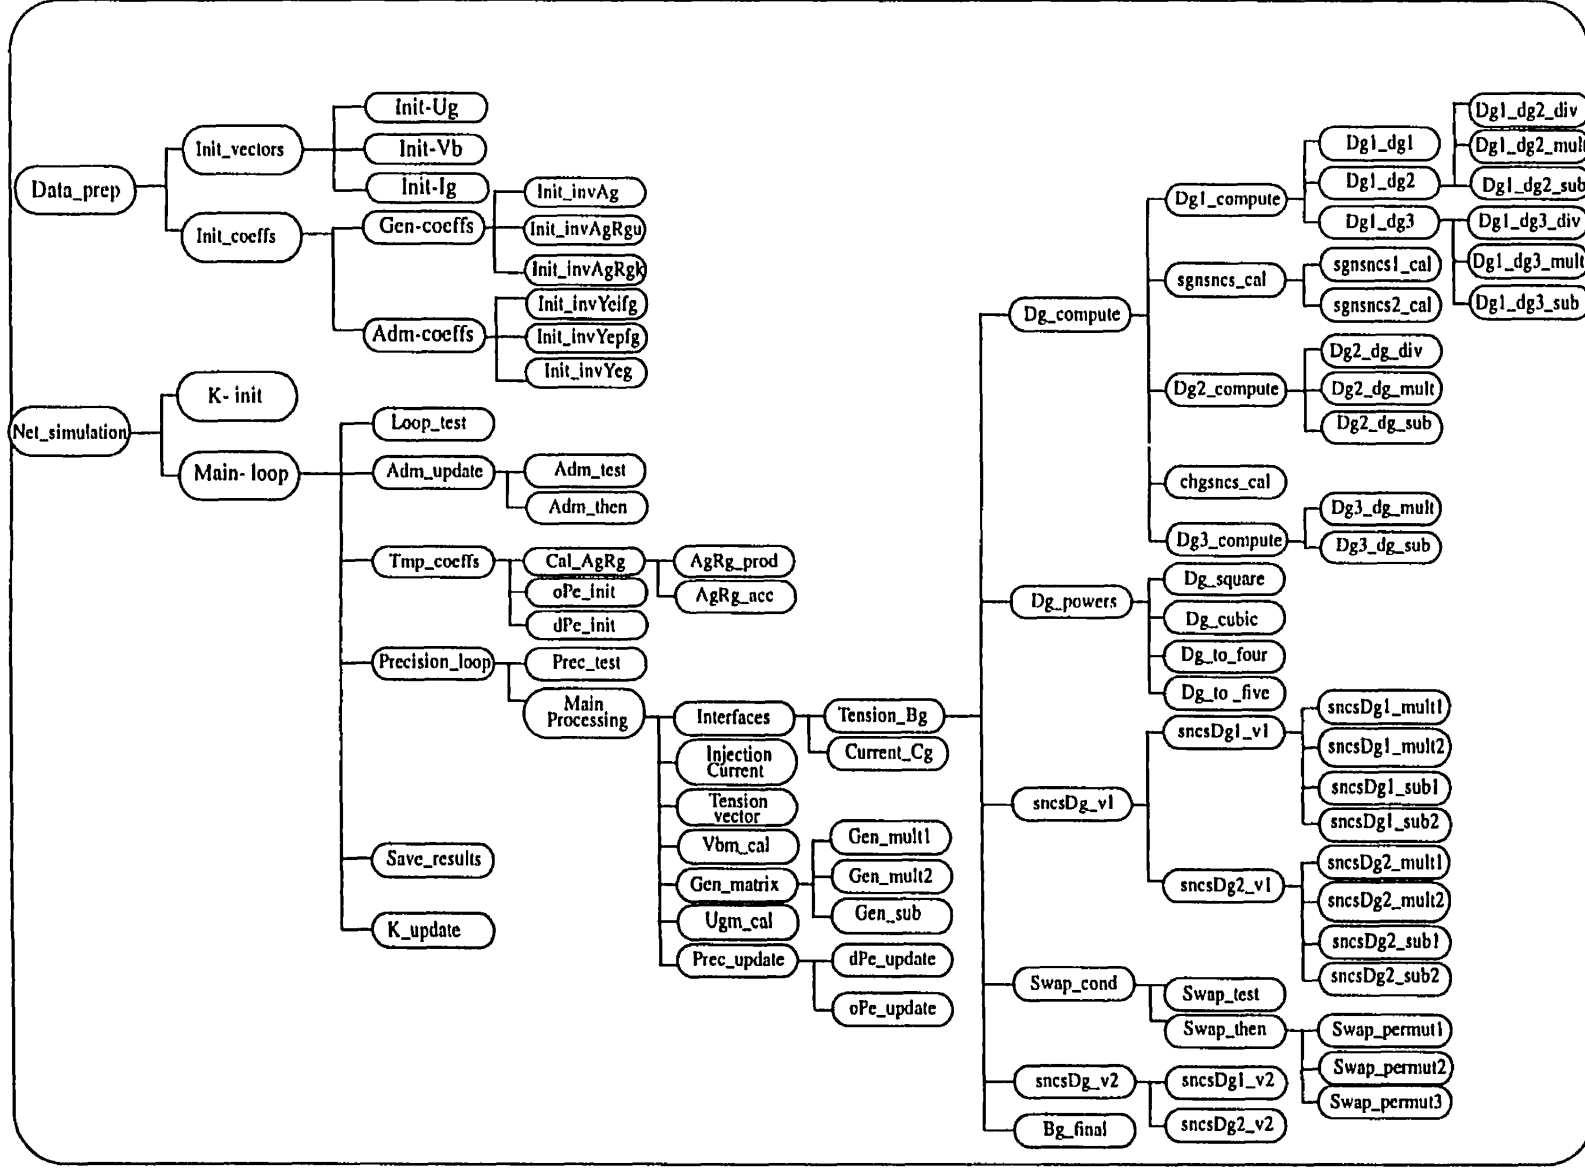 Data_prep
Init_vectors
Init-Ug
Init-Vb
Init-Ig
Init_coeffs
Gen-coeffs
Init_invAg
Init_invAgRgu
Init_invAgRgk
Adm-coeffs
Init_invYeifg
Init_invYepfg
Init_invYeg
Net_simulation
K- init
Main- loop
Loop_test
Adm_update
Adm_test
Adm_then
Tmp_coeffs
Cal_AgRg
AgRg_prod
AgRg_acc
oPe_init
dPe_init
Precision_loop
Prec_test
Main
Processing
Interfaces
Tension_Bg
Current_Cg
Injection
Current
Tension
vector
Vbm_cal
Gen_matrix
Gen_mult1
Gen_mult2
Gen_sub
Ugm_cal
Prec_update
dPe_update
oPe_update
Save_results
K_update
Dg_compute
Dg1_compute
Dg1_dg1
Dg1_dg2
Dg1_dg2_div
Dg1_dg2_mult
Dg1_dg2_sub
Dg1_dg3
Dg1_dg3_div
Dg1_dg3_mult
Dg1_dg3_sub
sgnsncs_cal
sgnsncs1_cal
sgnsncs2_cal
Dg2_compute
Dg2_dg_div
Dg2_dg_mult
Dg2_dg_sub
chgsncs_cal
Dg3_compute
Dg3_dg_mult
Dg3_dg_sub
Dg_powers
Dg_square
Dg_cubic
Dg_to_four
Dg_to _five
sncsDg_v1
sncsDg1_v1
sncsDg1_mult1
sncsDg1_mult2
sncsDg1_sub1
sncsDg1_sub2
sncsDg2_v1
sncsDg2_mult1
sncsDg2_mult2
sncsDg2_sub1
sncsDg2_sub2
Swap_cond
Swap_test
Swap_then
Swap_permut1
Swap_permut2
Swap_permut3
sncsDg_v2
sncsDg1_v2
sncsDg2_v2
Bg_final